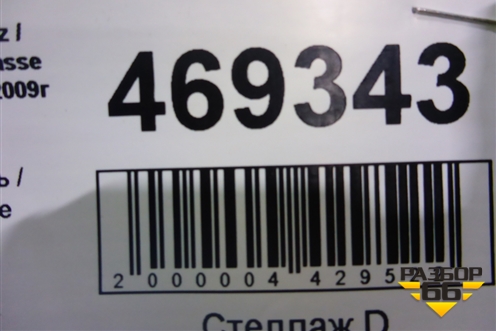 z /
asse
2009г
469343
ь /
е
2 000004 4295
РАЗБОР
66
Стеллаж D